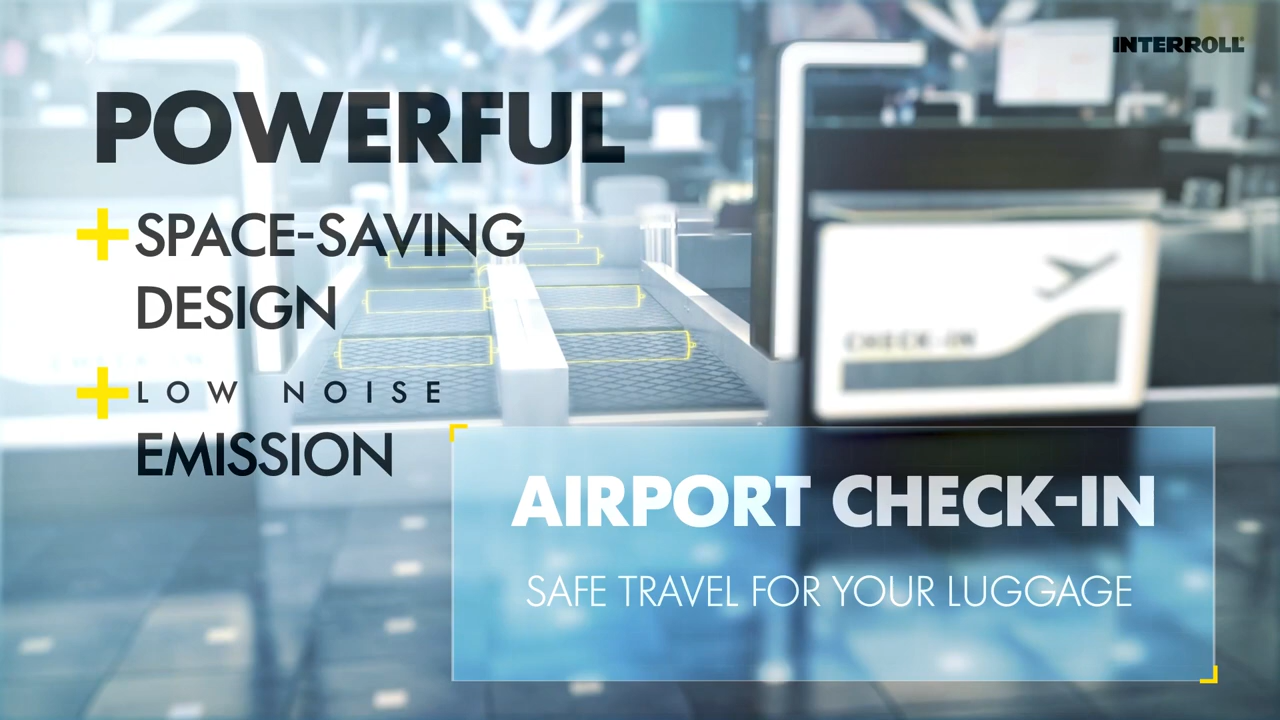 INTERROLL
POWERFUL
+ SPACE-SAVING
DESIGN
+ LOW NOISE
EMISSION
CHECK-IN
AIRPORT CHECK-IN
SAFE TRAVEL FOR YOUR LUGGAGE